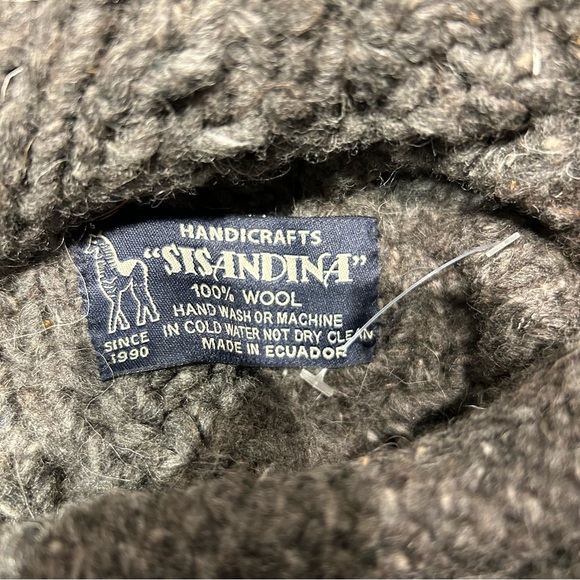 HANDICRAFTS
"SISANDINA"
100% WOOL
HAND WASH OR MACHINE
IN COLD WATER NOT DRY CLEAN
MADE IN ECUADOR
SINCE
1990